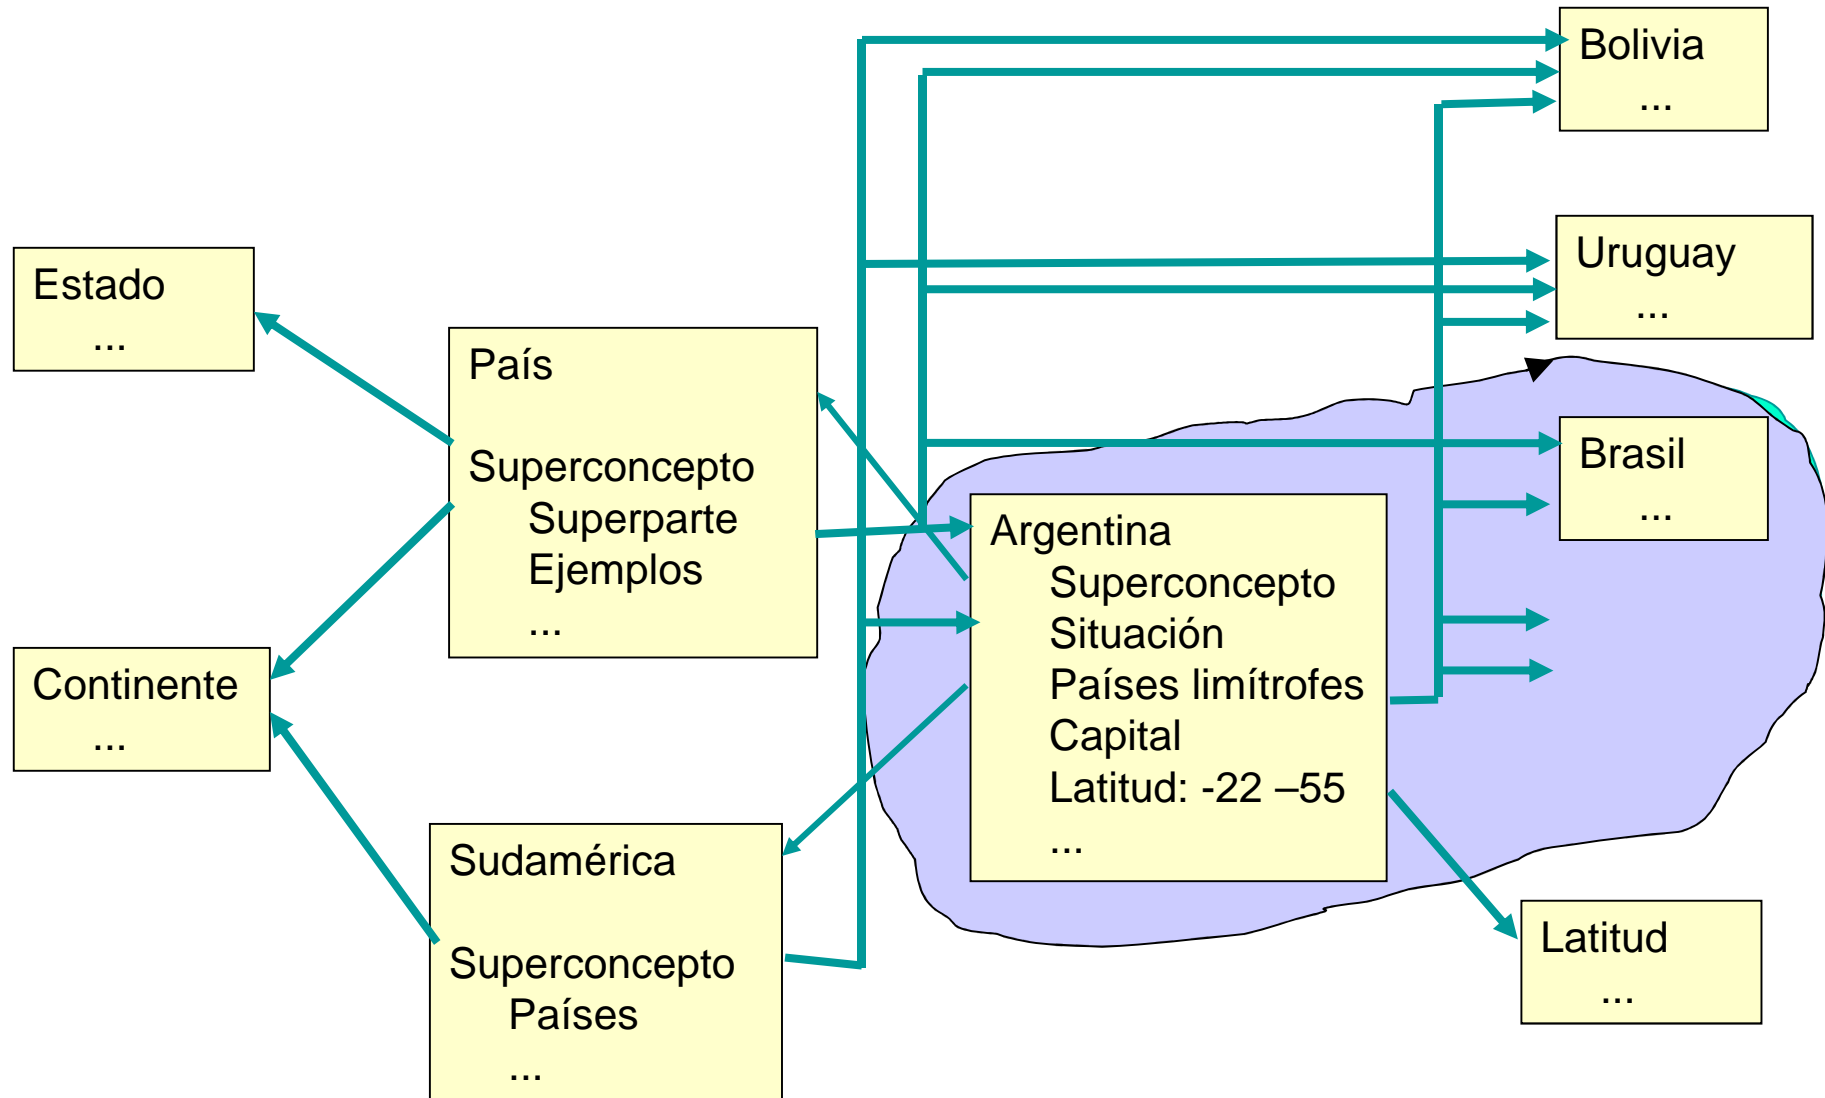 Estado
...
Continente
...
País
Superconcepto
Superparte
Ejemplos
...
Sudamérica
Superconcepto
Países
...
Argentina
Superconcepto
Situación
Países limítrofes
Capital
Latitud: -22 –55
...
Bolivia
...
Uruguay
...
Brasil
...
Latitud
...